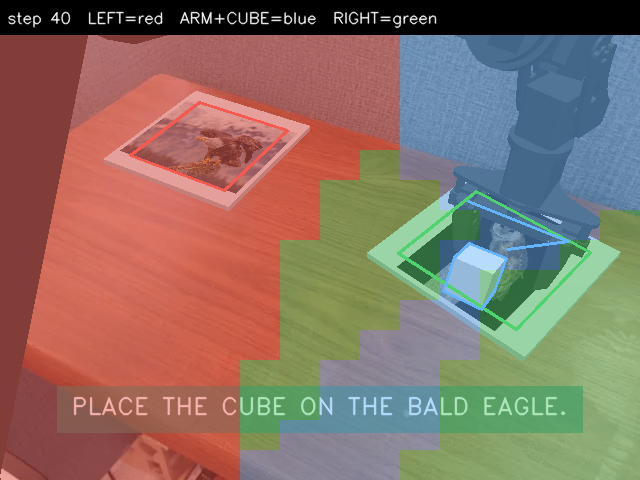 step 40 LEFT=red ARM+CUBE=blue RIGHT=green
PLACE THE CUBE ON THE BALD EAGLE.